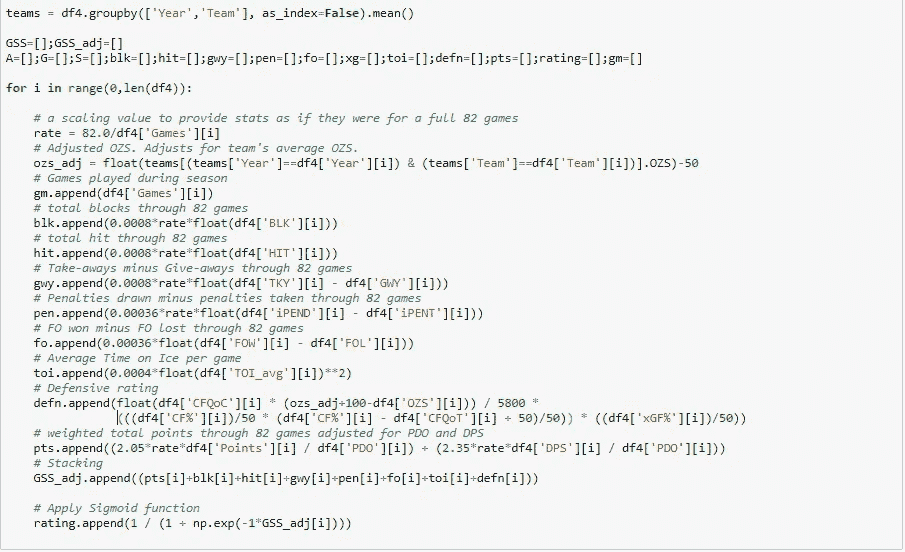 teams = df4.groupby(['Year','Team'], as_index=False).mean()
GSS=[];GSS_adj=[]
A=[];G=[];S=[];blk=[];hit=[];gwy=[];pen=[];fo=[];xg=[];toi=[];defn=[];pts=[];rating=[];gm=[]
for i in range(0,len(df4)):
# a scaling value to provide stats as if they were for a full 82 games
rate = 82.0/df4['Games'][i]
# Adjusted OZS. Adjusts for team's average OZS.
ozs_adj = float(teams[(teams['Year']==df4['Year'][i]) & (teams['Team']==df4['Team'][i])].OZS)-50
# Games played during season
gm.append(df4['Games'][i])
# total blocks through 82 games
blk.append(0.0008*rate*float(df4['BLK'][i]))
# total hit through 82 games
hit.append(0.0008*rate*float(df4['HIT'][i]))
# Take-aways minus Give-aways through 82 games
gwy.append(0.0008*rate*float(df4['TKY'][i] - df4['GWY'][i]))
# Penalties drawn minus penalties taken through 82 games
pen.append(0.00036*rate*float(df4['iPEND'][i] - df4['iPENT'][i]))
# FO won minus FO lost through 82 games
fo.append(0.00036*rate*float(df4['FOW'][i] - df4['FOL'][i]))
# Average Time on Ice per game
toi.append(0.0004*float(df4['TOI_avg'][i])**2)
# Defensive rating
defn.append(float(df4['CFQoC'][i] * (ozs_adj+100-df4['OZS'][i])) / 5800 *
(((df4['CF%'][i])/50 * (df4['CF%'][i] - df4['CFQoT'][i] + 50)/50)) * ((df4['xGF%'][i])/50))
# weighted total points through 82 games adjusted for PDO and DPS
pts.append((2.05*rate*df4['Points'][i] / df4['PDO'][i]) + (2.35*rate*df4['DPS'][i] / df4['PDO'][i]))
# Stacking
GSS_adj.append((pts[i]+blk[i]+hit[i]+gwy[i]+pen[i]+fo[i]+toi[i]+defn[i]))
# Apply Sigmoid function
rating.append(1 / (1 + np.exp(-1*GSS_adj[i])))